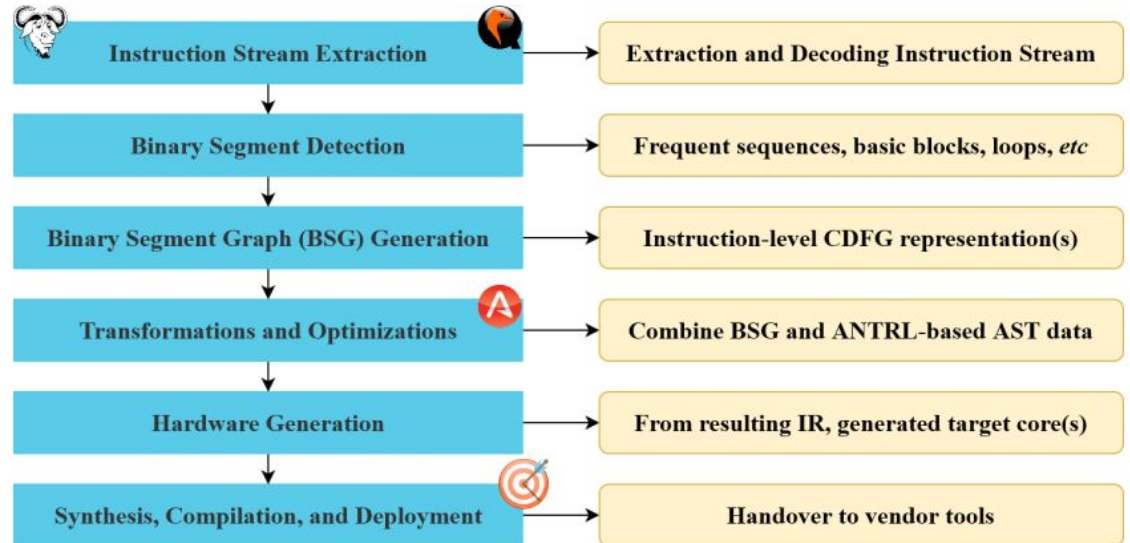 Instruction Stream Extraction
Extraction and Decoding Instruction Stream
Binary Segment Detection
Frequent sequences, basic blocks, loops, etc
Binary Segment Graph (BSG) Generation
Instruction-level CDFG representation(s)
Transformations and Optimizations
Combine BSG and ANTRL-based AST data
Hardware Generation
From resulting IR, generated target core(s)
Synthesis, Compilation, and Deployment
Handover to vendor tools